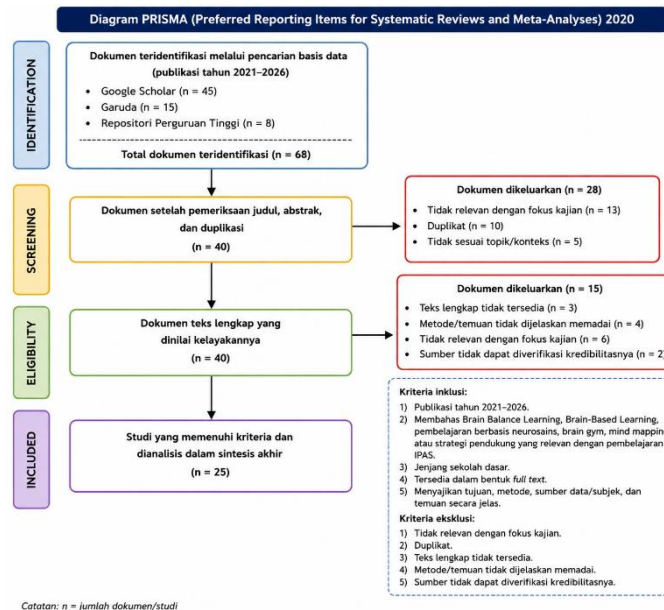 Diagram PRISMA (Preferred Reporting Items for Systematic Reviews and Meta-Analyses) 2020
IDENTIFICATION
Dokumen teridentifikasi melalui pencarian basis data
(publikasi tahun 2021–2026)
• Google Scholar (n = 45)
• Garuda (n = 15)
• Repositori Perguruan Tinggi (n = 8)
Total dokumen teridentifikasi (n = 68)
SCREENING
Dokumen setelah pemeriksaan judul, abstrak,
dan duplikasi
(n = 40)
Dokumen dikeluarkan (n = 28)
• Tidak relevan dengan fokus kajian (n = 13)
• Duplikat (n = 10)
• Tidak sesuai topik/konteks (n = 5)
ELIGIBILITY
Dokumen teks lengkap yang
dinilai kelayakannya
(n = 40)
Dokumen dikeluarkan (n = 15)
• Teks lengkap tidak tersedia (n = 3)
• Metode/temuan tidak dijelaskan memadai (n = 4)
• Tidak relevan dengan fokus kajian (n = 6)
• Sumber tidak dapat diverifikasi kredibilitasnya (n = 2)
INCLUDED
Studi yang memenuhi kriteria dan
dianalisis dalam sintesis akhir
(n = 25)
Kriteria inklusi:
1) Publikasi tahun 2021–2026.
2) Membahas Brain Balance Learning, Brain-Based Learning,
pembelajaran berbasis neurosains, brain gym, mind mapping
atau strategi pendukung yang relevan dengan pembelajaran
IPAS.
3) Jenjang sekolah dasar.
4) Tersedia dalam bentuk full text.
5) Menyajikan tujuan, metode, sumber data/subjek, dan
temuan secara jelas.
Kriteria eksklusi:
1) Tidak relevan dengan fokus kajian.
2) Duplikat.
3) Teks lengkap tidak tersedia.
4) Metode/temuan tidak dijelaskan memadai.
5) Sumber tidak dapat diverifikasi kredibilitasnya.
Catatan: n = jumlah dokumen/studi